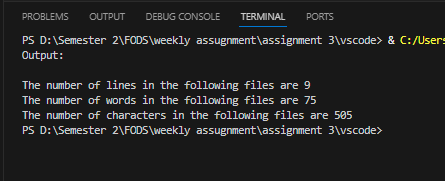 PROBLEMS OUTPUT DEBUG CONSOLE TERMINAL PORTS
PS D:\Semester 2\FODS\weekly assugnment\assignment 3\vscode> & C:/Users
Output:
The number of lines in the following files are 9
The number of words in the following files are 75
The number of characters in the following files are 505
PS D:\Semester 2\FODS\weekly assugnment\assignment 3\vscode>